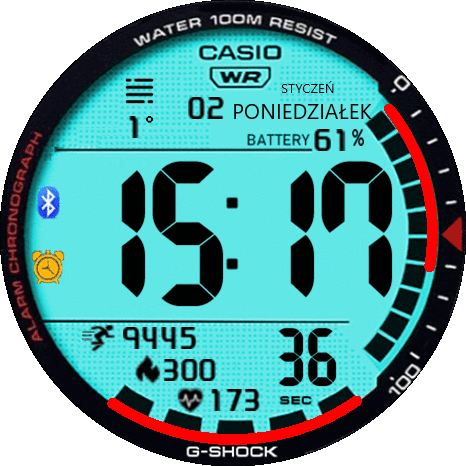 WATER 100M RESIST
CASIO
WR
STYCZEŃ
02 PONIEDZIAŁEK
1°
BATTERY 61%
ALARM CHRONOGRAPH
15:17
0
9445
300
36
173
SEC
100
G-SHOCK